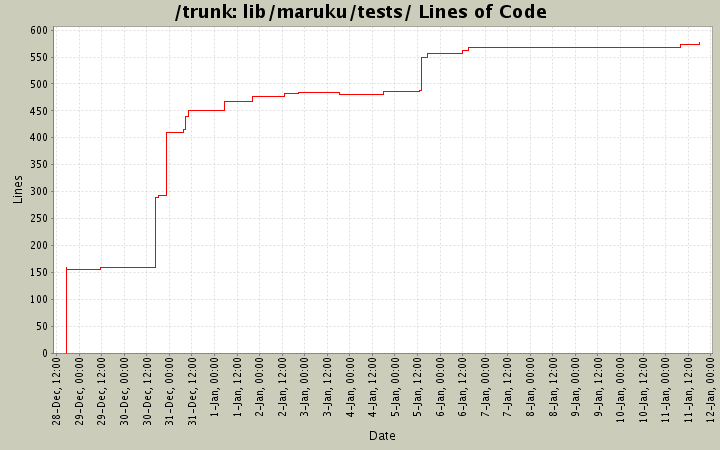 /trunk: lib/maruku/tests/ Lines of Code
Lines
600
550
500
450
400
350
300
250
200
150
100
50
0
28-Dec, 12:00
29-Dec, 00:00
29-Dec, 12:00
30-Dec, 00:00
30-Dec, 12:00
31-Dec, 00:00
31-Dec, 12:00
1-Jan, 00:00
1-Jan, 12:00
2-Jan, 00:00
2-Jan, 12:00
3-Jan, 00:00
3-Jan, 12:00
4-Jan, 00:00
4-Jan, 12:00
5-Jan, 00:00
5-Jan, 12:00
6-Jan, 00:00
6-Jan, 12:00
7-Jan, 00:00
7-Jan, 12:00
8-Jan, 00:00
8-Jan, 12:00
9-Jan, 00:00
9-Jan, 12:00
10-Jan, 00:00
10-Jan, 12:00
11-Jan, 00:00
11-Jan, 12:00
12-Jan, 00:00
Date